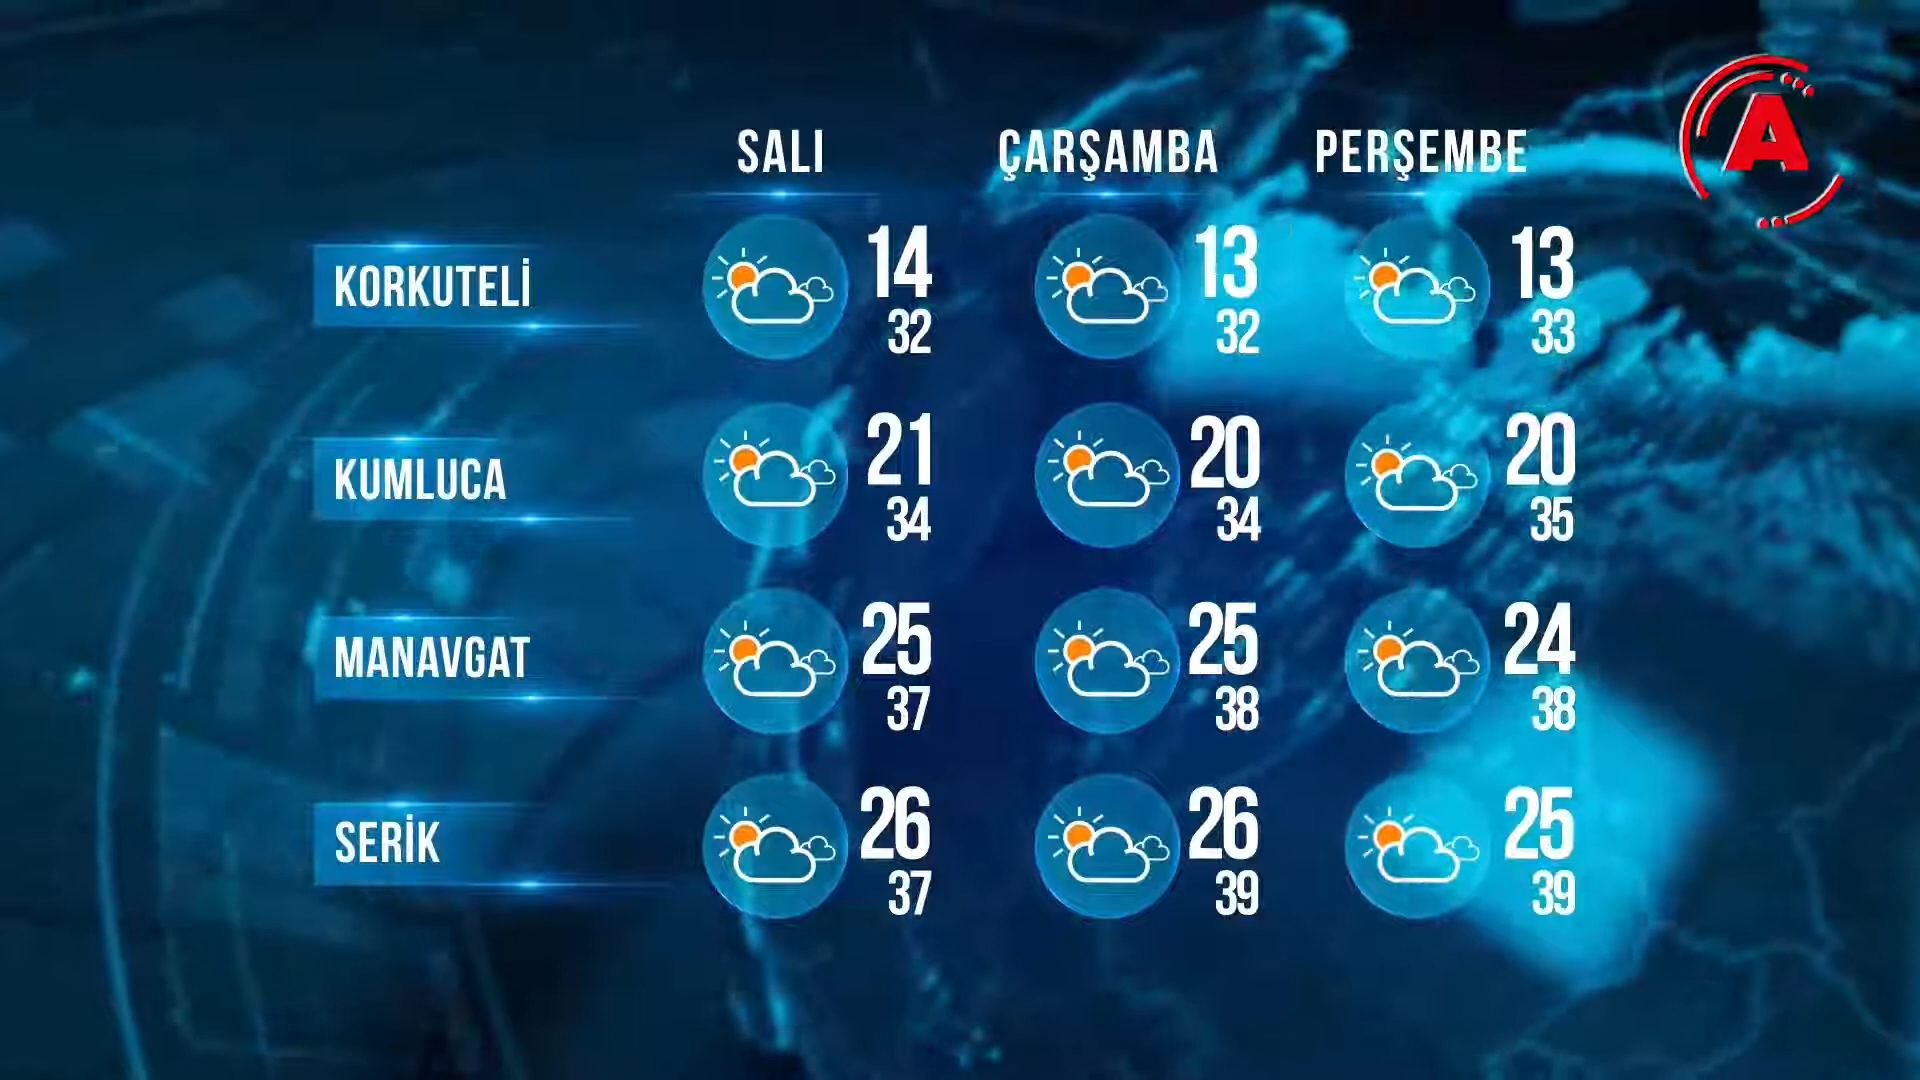 SALI ÇARŞAMBA PERŞEMBE
A
KORKUTELİ 14 13 13
32 32 33
KUMLUCA 21 20 20
34 34 35
MANAVGAT 25 25 24
37 38 38
SERİK 26 26 25
37 39 39